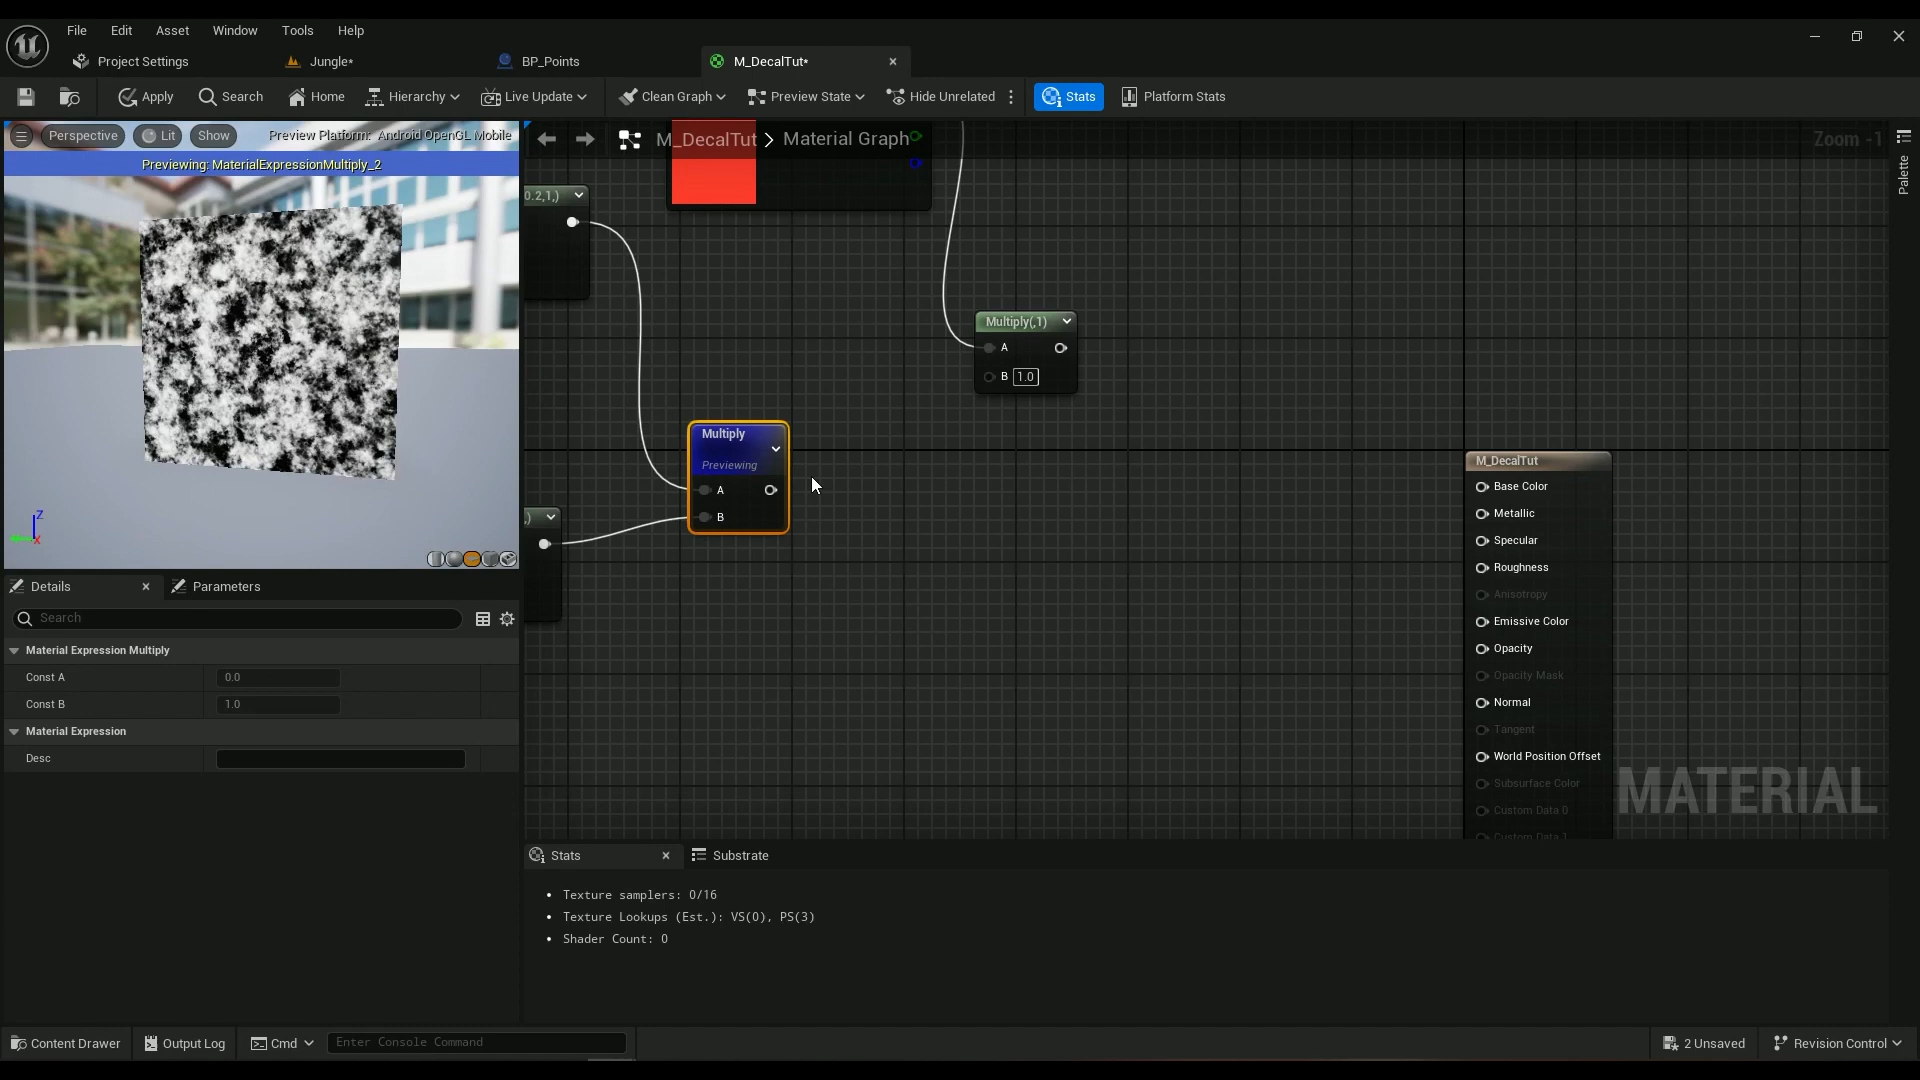 File Edit Asset Window Tools Help
Project Settings Jungle* BP_Points M_DecalTut*
Apply Search Home Hierarchy Live Update Clean Graph Preview State Hide Unrelated Stats Platform Stats
Perspective Lit Show Preview Platform: Android OpenGL Mobile
Previewing: MaterialExpressionMultiply_2
M_DecalTut > Material Graph
Zoom -1
Palette
0.2,1,)
Multiply(,1)
A
B 1.0
Multiply
Previewing
A
B
,)
M_DecalTut
Base Color
Metallic
Specular
Roughness
Anisotropy
Emissive Color
Opacity
Opacity Mask
Normal
Tangent
World Position Offset
Subsurface Color
Custom Data 0
Custom Data 1
MATERIAL
Z
X
Details Parameters
Search
Material Expression Multiply
Const A 0.0
Const B 1.0
Material Expression
Desc
Stats Substrate
Texture samplers: 0/16
Texture Lookups (Est.): VS(0), PS(3)
Shader Count: 0
Content Drawer Output Log Cmd Enter Console Command 2 Unsaved Revision Control